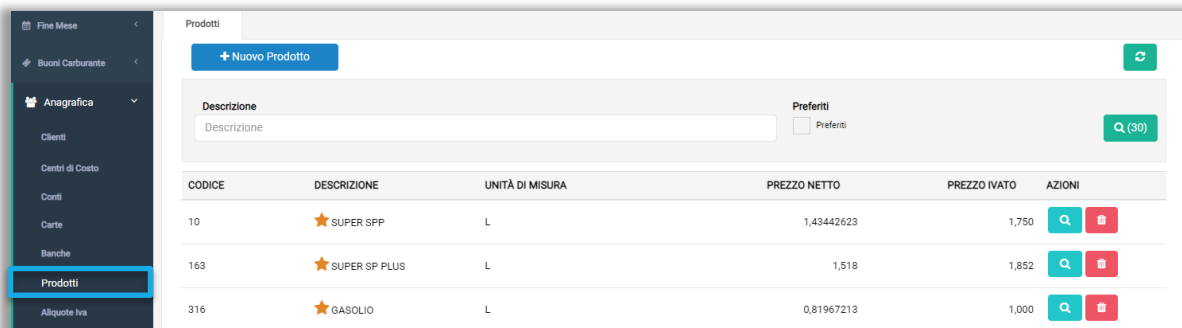 Fine Mese
Buoni Carburante
Anagrafica
Clienti
Centri di Costo
Conti
Carte
Banche
Prodotti
Aliquote Iva
Prodotti
+ Nuovo Prodotto
Descrizione
Descrizione
Preferiti
Preferiti
(30)
CODICE DESCRIZIONE UNITÀ DI MISURA PREZZO NETTO PREZZO IVATO AZIONI
10 SUPER SPP L 1,43442623 1,750
163 SUPER SP PLUS L 1,518 1,852
316 GASOLIO L 0,81967213 1,000